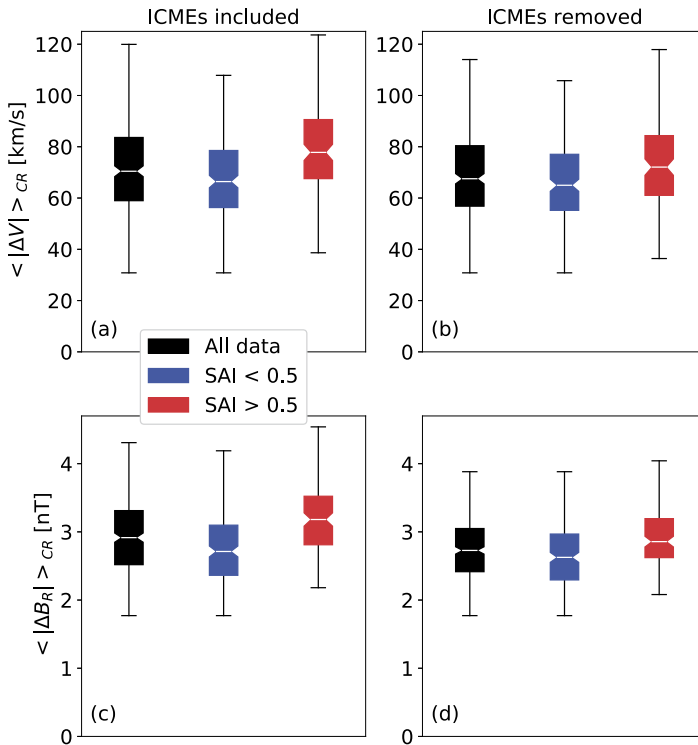 ICMEs included
ICMEs removed
120
100
80
60
40
20
0
< |ΔV| > CR [km/s]
(a)
120
100
80
60
40
20
0
(b)
All data
SAI < 0.5
SAI > 0.5
4
3
2
1
0
< |ΔB_R| > CR [nT]
(c)
4
3
2
1
0
(d)